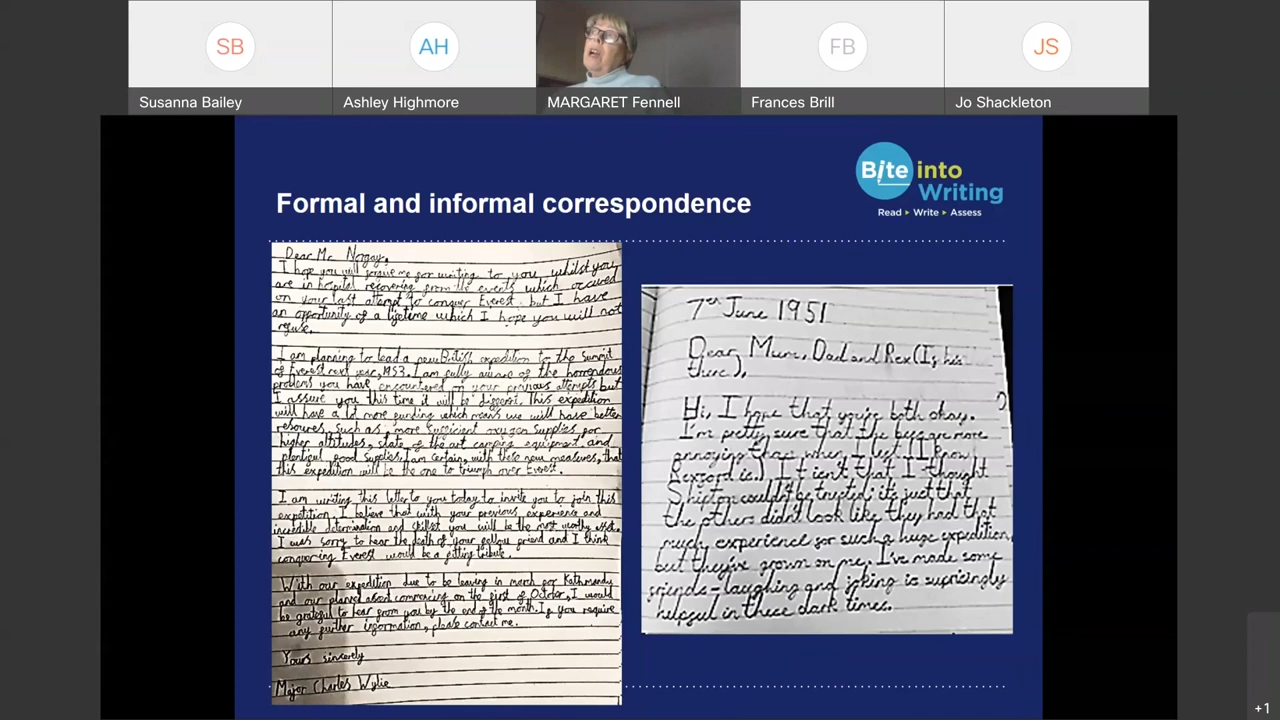 SB
AH
FB
JS
Susanna Bailey
Ashley Highmore
MARGARET Fennell
Frances Brill
Jo Shackleton
Bite into
Writing
Read ▸ Write ▸ Assess
Formal and informal correspondence
Dear Mr Norgay,
I hope you will forgive me for writing to you whilst you
are in hospital recovering from the events which occured
on your last attempt to conquer Everest, but I have
an opportunity of a lifetime which I hope you will not
refuse.
I am planning to lead a new British expedition to the summit
of Everest next year, 1953. I am fully aware of the horrendous
problems you have encountered on your previous attempts but
I assure you this time it will be This expedition
will have a lot more funding which means we will have better
such as: more oxygen supplies for
higher altitudes, state of the art camping equipment and
plentiful food supplies. I am certain, with these new measures, that
this expedition will be the one to triumph over Everest.
I am writing this letter to you today to invite you to join this
I believe that with your previous experience and
incredible determination and you will be the most worthy
I was sorry to hear the death of your fellow friend and I think
conquering Everest would be a fitting tribute.
With our expedition due to be leaving in march for Kathmandu
and our planes about commencing on the first of October, I would
be grateful to hear from you by the end of the month. If you require
any further information, please contact me.
Yours sincerely
Major Charles Wylie
7th June 1951
Dear Mum, Dad and Rex (If his
there),
Hi, I hope that you're both okay.
I'm pretty sure that the are more
annoying than when I left (I know
Rexford is.) It isn't that I thought
Shipton couldn't be trusted; it's just that
the others didn't look like they had that
much experience for such a huge expedition,
but they've grown on me. I've made some
friends - laughing and joking is suprisingly
helpful in these dark times.
+1